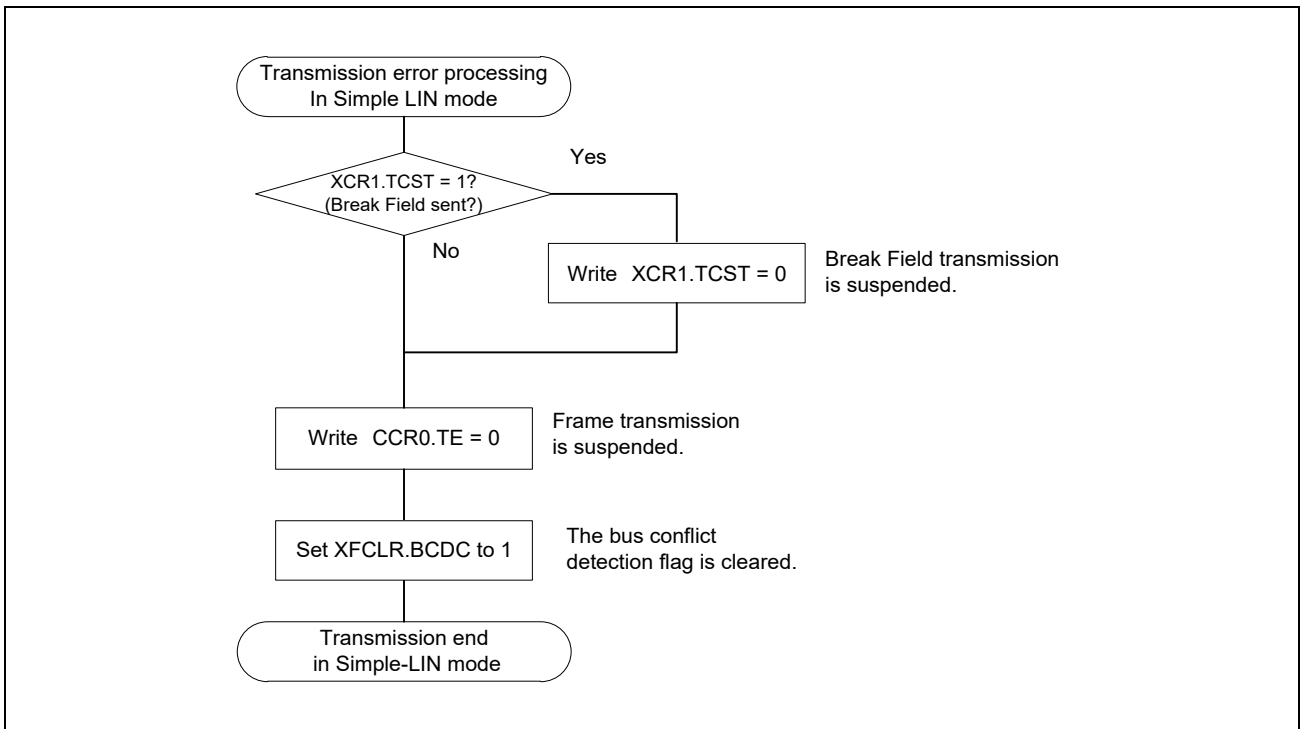 Transmission error processing
In Simple LIN mode
Yes
XCR1.TCST = 1?
(Break Field sent?)
No
Write XCR1.TCST = 0
Break Field transmission
is suspended.
Write CCR0.TE = 0
Frame transmission
is suspended.
Set XFCLR.BCDC to 1
The bus conflict
detection flag is cleared.
Transmission end
in Simple-LIN mode